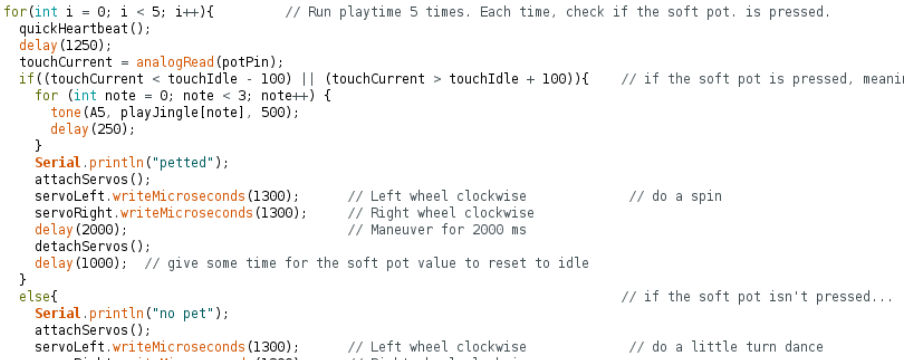 for(int i = 0; i < 5; i++){ // Run playtime 5 times. Each time, check if the soft pot. is pressed.
quickHeartbeat();
delay(1250);
touchCurrent = analogRead(potPin);
if((touchCurrent < touchIdle - 100) || (touchCurrent > touchIdle + 100)){ // if the soft pot is pressed,
for (int note = 0; note < 3; note++) {
tone(A5, playJingle[note], 500);
delay(250);
}
Serial.println("petted");
attachServos();
servoLeft.writeMicroseconds(1300); // Left wheel clockwise // do a spin
servoRight.writeMicroseconds(1300); // Right wheel clockwise
delay(2000); // Maneuver for 2000 ms
detachServos();
delay(1000); // give some time for the soft pot value to reset to idle
}
else{ // if the soft pot isn't pressed...
Serial.println("no pet");
attachServos();
servoLeft.writeMicroseconds(1300); // Left wheel clockwise // do a little turn dance